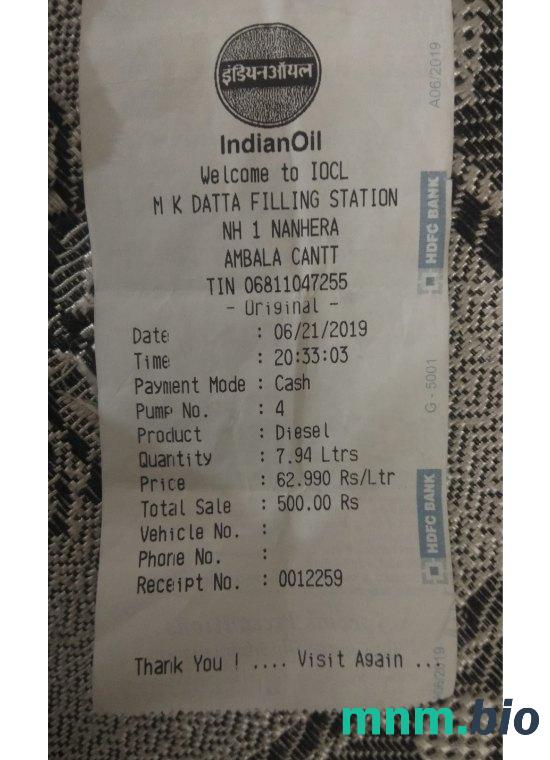 इंडियनऑयल
IndianOil
Welcome to IOCL
M K DATTA FILLING STATION
NH 1 NANHERA
AMBALA CANTT
TIN 06811047255
- Original -
Date : 06/21/2019
Time : 20:33:03
Payment Mode : Cash
Pump No. : 4
Product : Diesel
Quantity : 7.94 Ltrs
Price : 62.990 Rs/Ltr
Total Sale : 500.00 Rs
Vehicle No. :
Phone No. :
Receipt No. : 0012259
Thank You ! .... Visit Again ...
A06/2019
HDFC BANK
G - 5001
HDFC BANK
mnm.bio